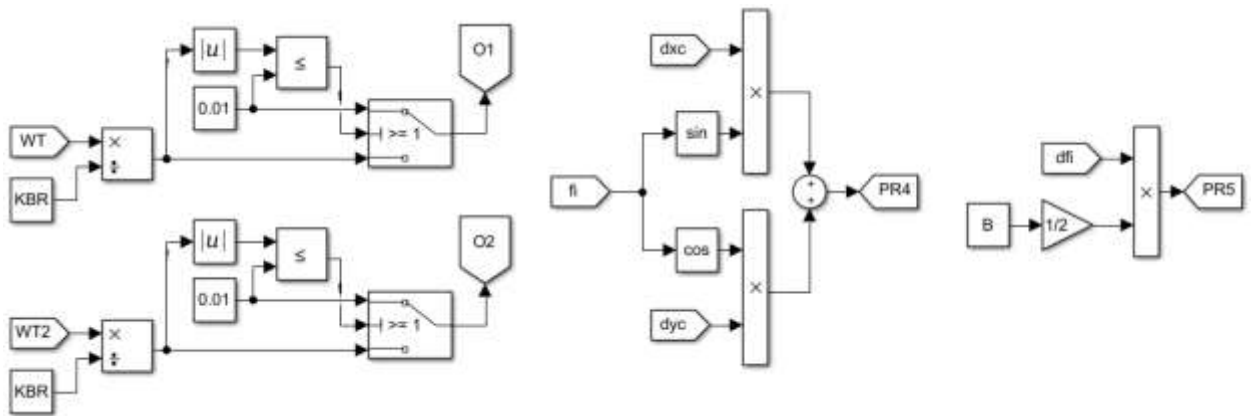 WT
KBR
×
÷
|u|
0.01
≤
>= 1
O1
WT2
KBR
×
÷
|u|
0.01
≤
>= 1
O2
fi
dxc
sin
×
cos
dyc
×
+
+
PR4
dfi
B
1/2
×
PR5